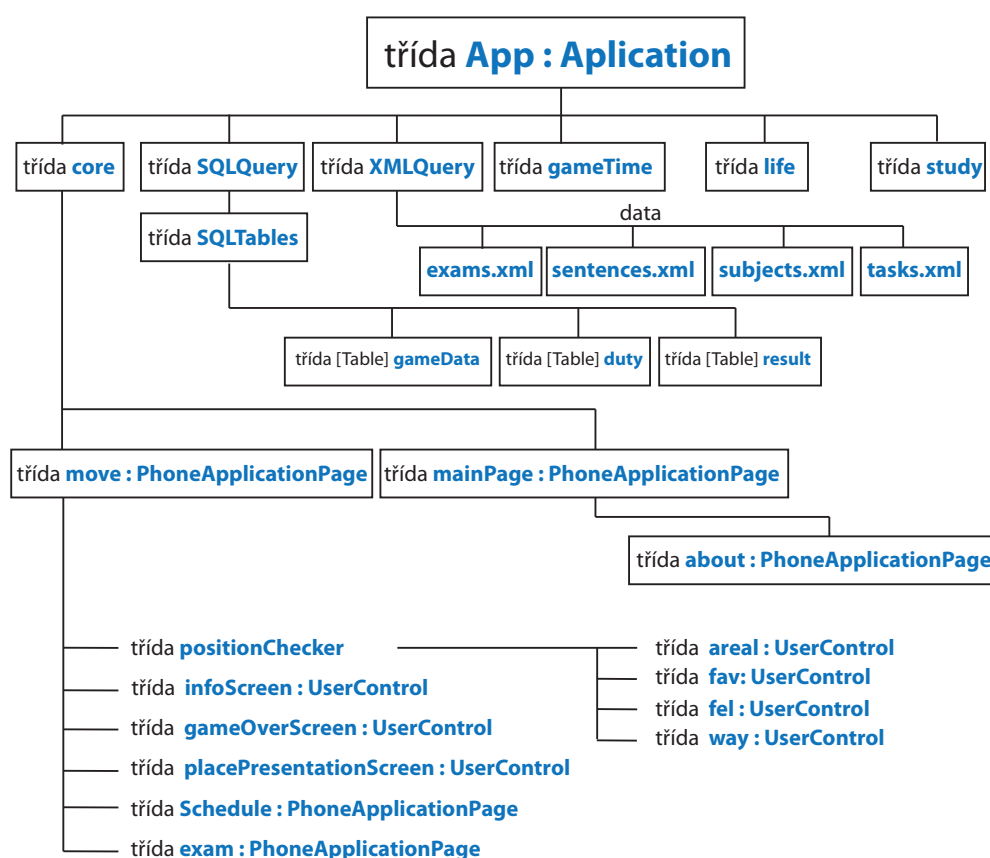 třída App : Aplication
třída core
třída SQLQuery
třída XMLQuery
třída gameTime
třída life
třída study
třída SQLTables
data
exams.xml
sentences.xml
subjects.xml
tasks.xml
třída [Table] gameData
třída [Table] duty
třída [Table] result
třída move : PhoneApplicationPage
třída mainPage : PhoneApplicationPage
třída about : PhoneApplicationPage
třída positionChecker
třída infoScreen : UserControl
třída gameOverScreen : UserControl
třída placePresentationScreen : UserControl
třída Schedule : PhoneApplicationPage
třída exam : PhoneApplicationPage
třída areal : UserControl
třída fav: UserControl
třída fel : UserControl
třída way : UserControl